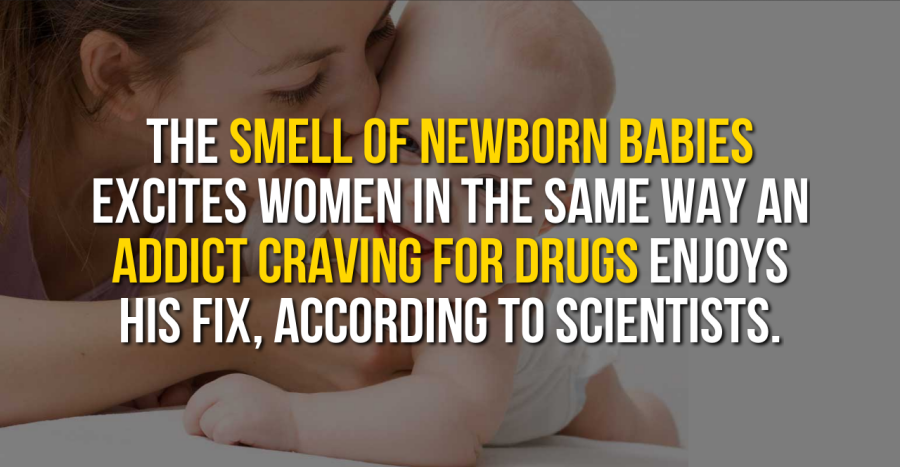 THE SMELL OF NEWBORN BABIES
EXCITES WOMEN IN THE SAME WAY AN
ADDICT CRAVING FOR DRUGS ENJOYS
HIS FIX, ACCORDING TO SCIENTISTS.